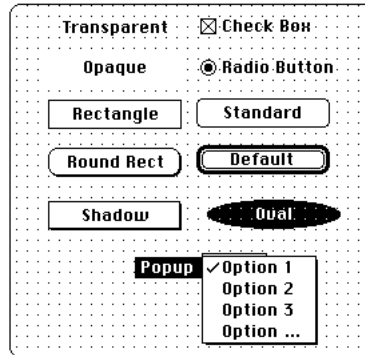 Transparent
Check Box
Opaque
Radio Button
Rectangle
Standard
Round Rect
Default
Shadow
Oval
Popup
✓Option 1
Option 2
Option 3
Option ...